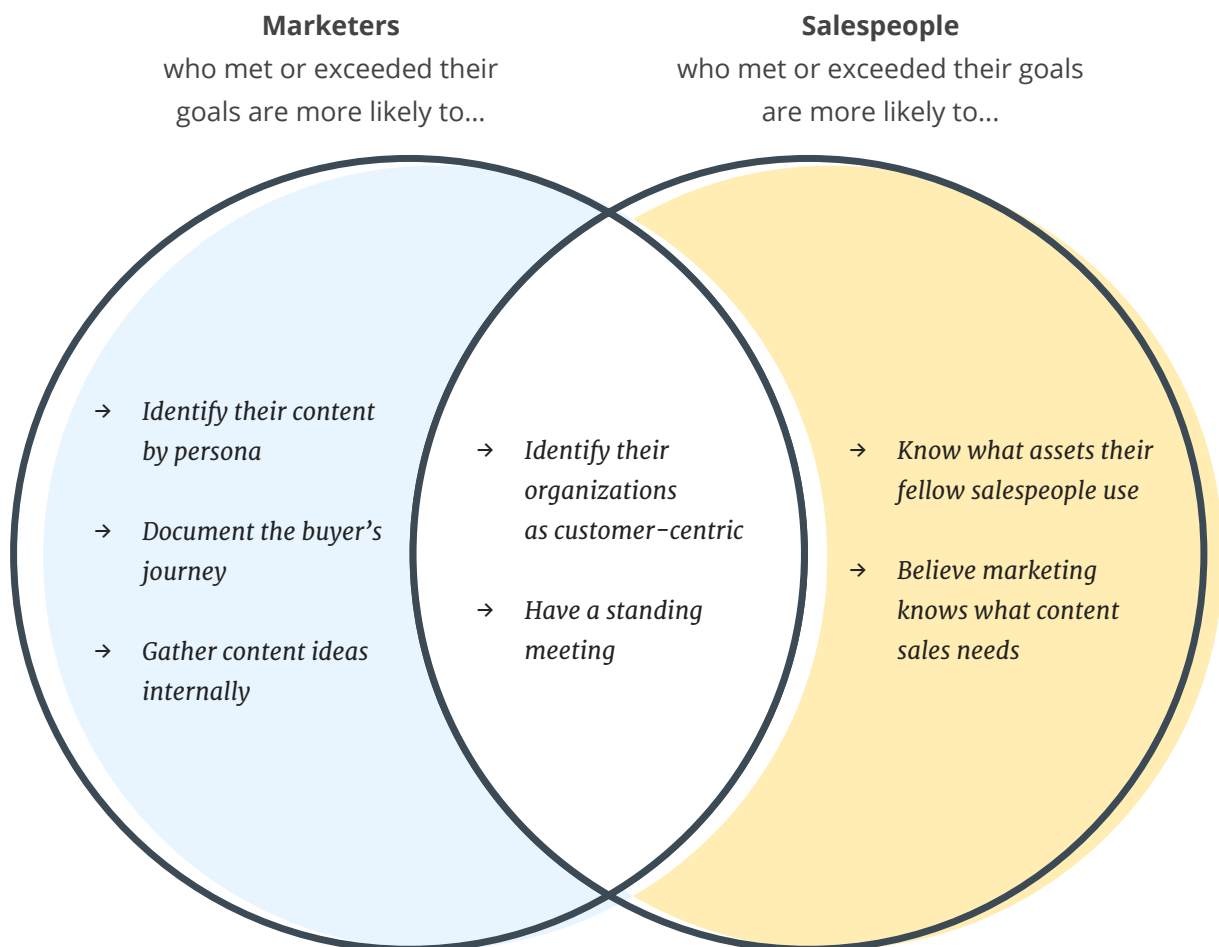 Marketers
who met or exceeded their
goals are more likely to...
Salespeople
who met or exceeded their goals
are more likely to...
→ Identify their content
by persona
→ Document the buyer’s
journey
→ Gather content ideas
internally
→ Identify their
organizations
as customer-centric
→ Have a standing
meeting
→ Know what assets their
fellow salespeople use
→ Believe marketing
knows what content
sales needs